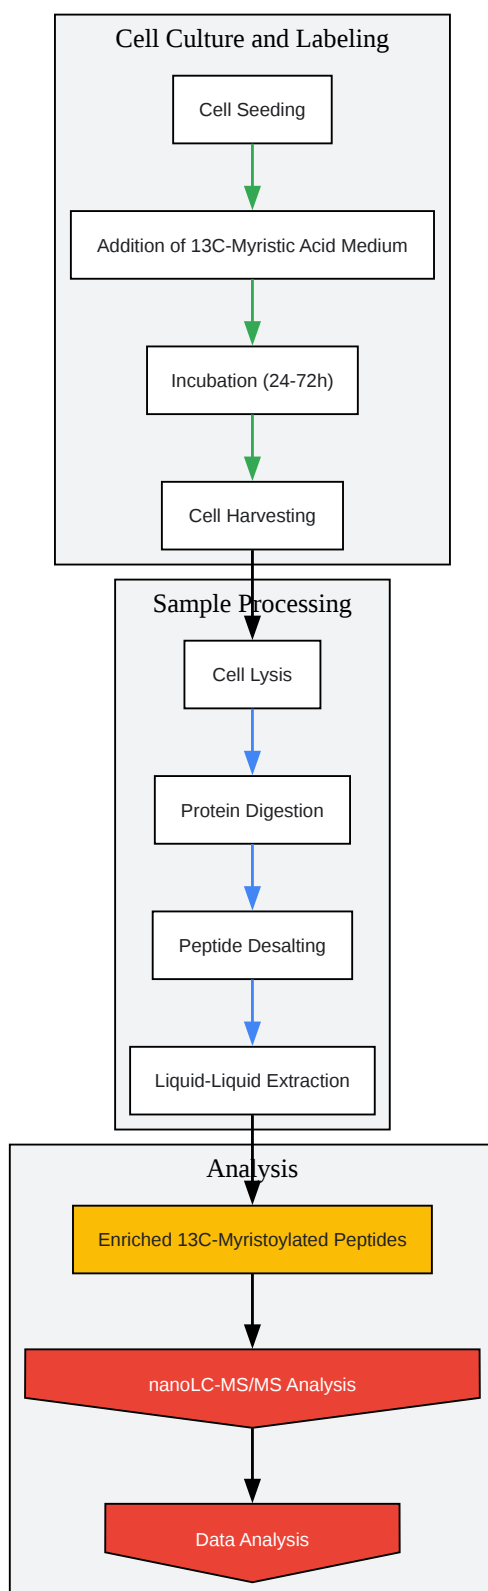 Cell Culture and Labeling
Cell Seeding
Addition of 13C-Myristic Acid Medium
Incubation (24-72h)
Cell Harvesting
Sample Processing
Cell Lysis
Protein Digestion
Peptide Desalting
Liquid-Liquid Extraction
Analysis
Enriched 13C-Myristoylated Peptides
nanoLC-MS/MS Analysis
Data Analysis